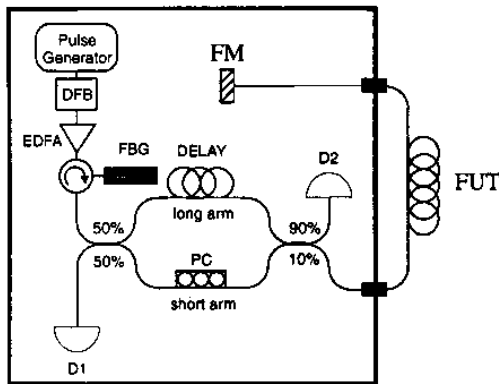 Pulse
Generator
FM
DFB
EDFA
FBG
DELAY
D2
FUT
long arm
50%
90%
50%
PC
10%
short arm
D1